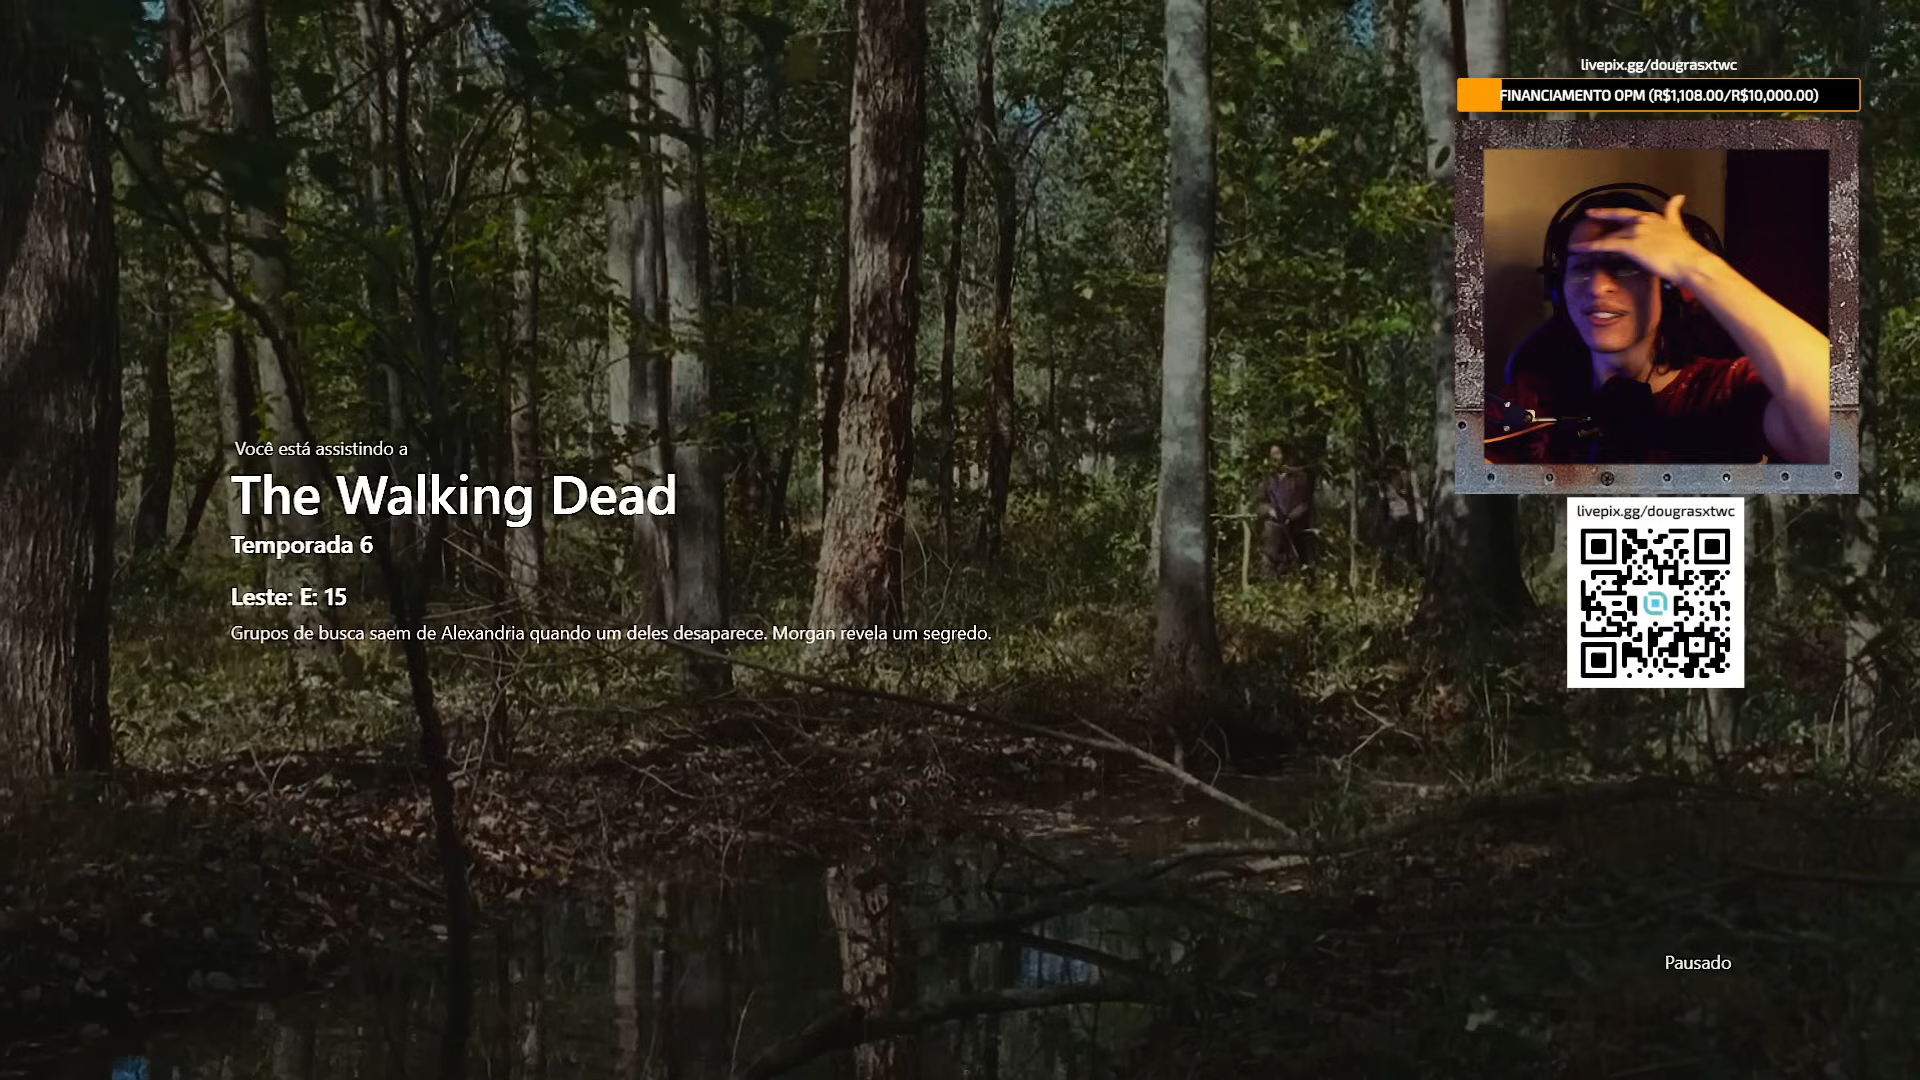 livepix.gg/dougrasxtwc
FINANCIAMENTO OPM (R$1,108.00/R$10,000.00)
Você está assistindo a
The Walking Dead
Temporada 6
Leste: E: 15
Grupos de busca saem de Alexandria quando um deles desaparece. Morgan revela um segredo.
livepix.gg/dougrasxtwc
Pausado